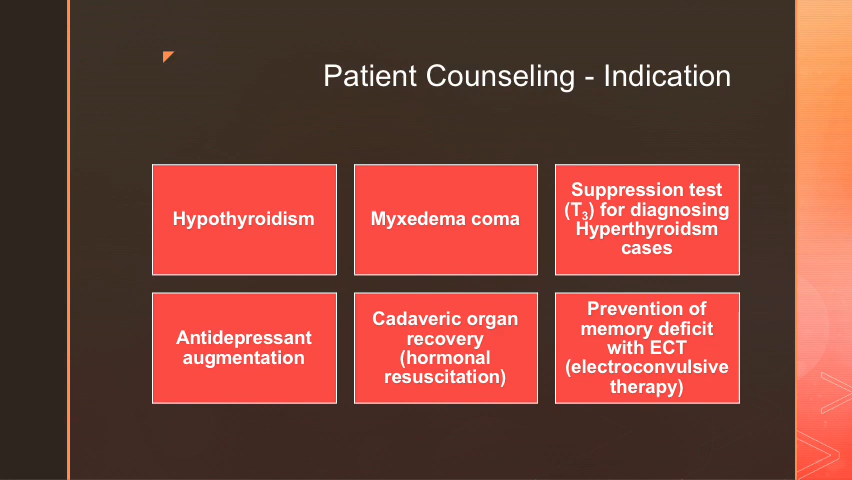 Patient Counseling - Indication
Hypothyroidism
Myxedema coma
Suppression test
(T₃) for diagnosing
Hyperthyroidsm
cases
Antidepressant
augmentation
Cadaveric organ
recovery
(hormonal
resuscitation)
Prevention of
memory deficit
with ECT
(electroconvulsive
therapy)